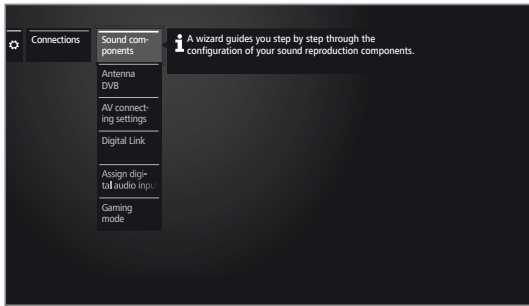 Connections
Sound com-
ponents
A wizard guides you step by step through the
configuration of your sound reproduction components.
Antenna
DVB
AV connect-
ing settings
Digital Link
Assign digi-
tal audio input
Gaming
mode